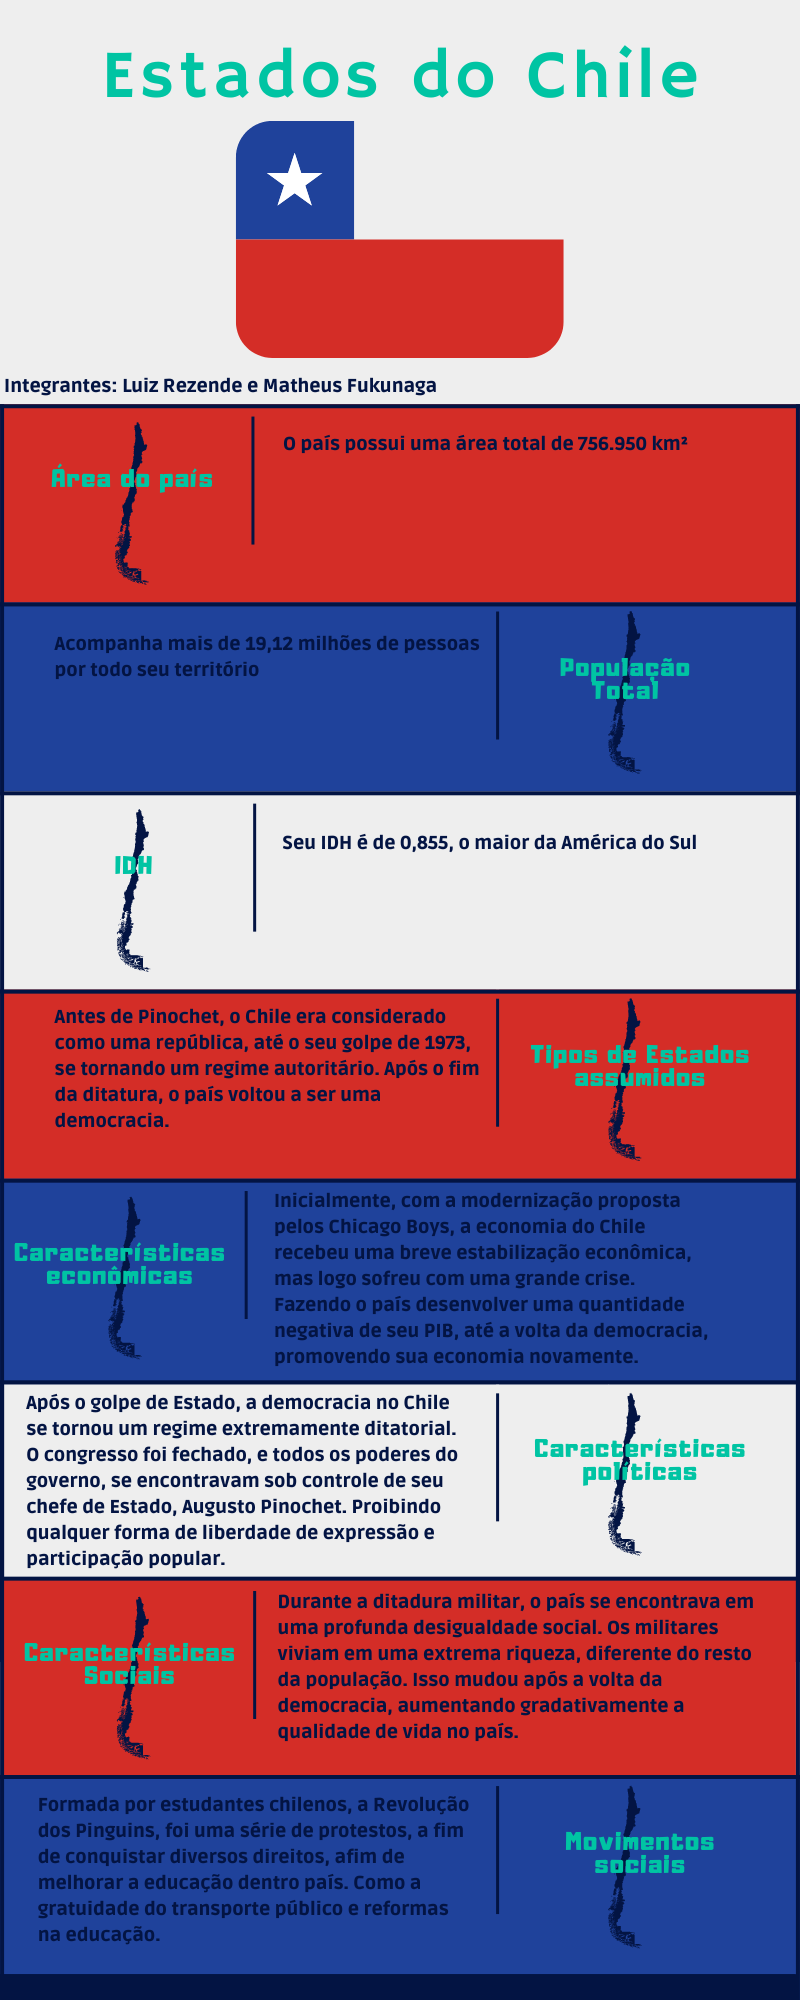 Estados do Chile
Integrantes: Luiz Rezende e Matheus Fukunaga
Área do país
O país possui uma área total de 756.950 km²
Acompanha mais de 19,12 milhões de pessoas
por todo seu território
População
Total
IDH
Seu IDH é de 0,855, o maior da América do Sul
Antes de Pinochet, o Chile era considerado
como uma república, até o seu golpe de 1973,
se tornando um regime autoritário. Após o fim
da ditatura, o país voltou a ser uma
democracia.
Tipos de Estados
assumidos
Características
econômicas
Inicialmente, com a modernização proposta
pelos Chicago Boys, a economia do Chile
recebeu uma breve estabilização econômica,
mas logo sofreu com uma grande crise.
Fazendo o país desenvolver uma quantidade
negativa de seu PIB, até a volta da democracia,
promovendo sua economia novamente.
Após o golpe de Estado, a democracia no Chile
se tornou um regime extremamente ditatorial.
O congresso foi fechado, e todos os poderes do
governo, se encontravam sob controle de seu
chefe de Estado, Augusto Pinochet. Proibindo
qualquer forma de liberdade de expressão e
participação popular.
Características
políticas
Características
Sociais
Durante a ditadura militar, o país se encontrava em
uma profunda desigualdade social. Os militares
viviam em uma extrema riqueza, diferente do resto
da população. Isso mudou após a volta da
democracia, aumentando gradativamente a
qualidade de vida no país.
Formada por estudantes chilenos, a Revolução
dos Pinguins, foi uma série de protestos, a fim
de conquistar diversos direitos, afim de
melhorar a educação dentro país. Como a
gratuidade do transporte público e reformas
na educação.
Movimentos
sociais